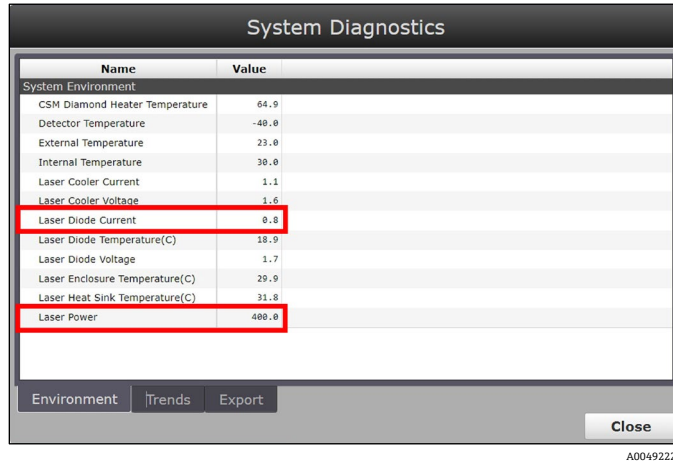 System Diagnostics
Name Value
System Environment
CSM Diamond Heater Temperature 64.9
Detector Temperature -40.0
External Temperature 23.0
Internal Temperature 30.0
Laser Cooler Current 1.1
Laser Cooler Voltage 1.6
Laser Diode Current 0.8
Laser Diode Temperature(C) 18.9
Laser Diode Voltage 1.7
Laser Enclosure Temperature(C) 29.9
Laser Heat Sink Temperature(C) 31.8
Laser Power 400.0
Environment Trends Export
Close
A0049222